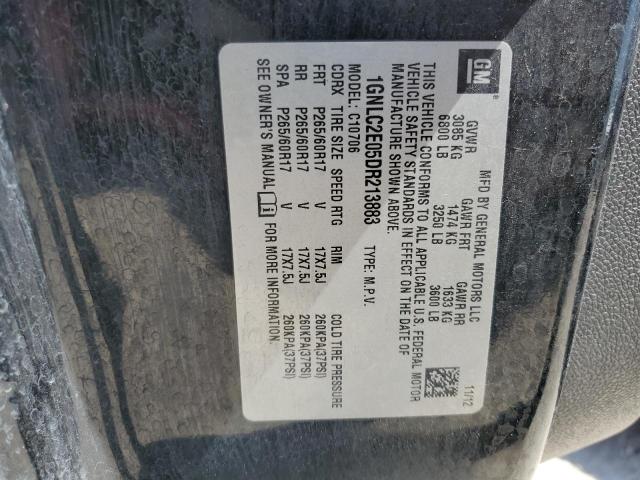 GM®
MFD BY GENERAL MOTORS LLC
GVWR GAWR FRT GAWR RR
3085 KG 1474 KG 1633 KG
6800 LB 3250 LB 3600 LB
11/12
THIS VEHICLE CONFORMS TO ALL APPLICABLE U.S. FEDERAL MOTOR
VEHICLE SAFETY STANDARDS IN EFFECT ON THE DATE OF
MANUFACTURE SHOWN ABOVE.
1GNLC2E05DR213883 TYPE: M.P.V.
MODEL: C10706
CDRX TIRE SIZE SPEED RTG RIM COLD TIRE PRESSURE
FRT P265/60R17 V 17X7.5J 260KPA(37PSI)
RR P265/60R17 V 17X7.5J 260KPA(37PSI)
SPA P265/60R17 V 17X7.5J 260KPA(37PSI)
SEE OWNER'S MANUAL i FOR MORE INFORMATION.